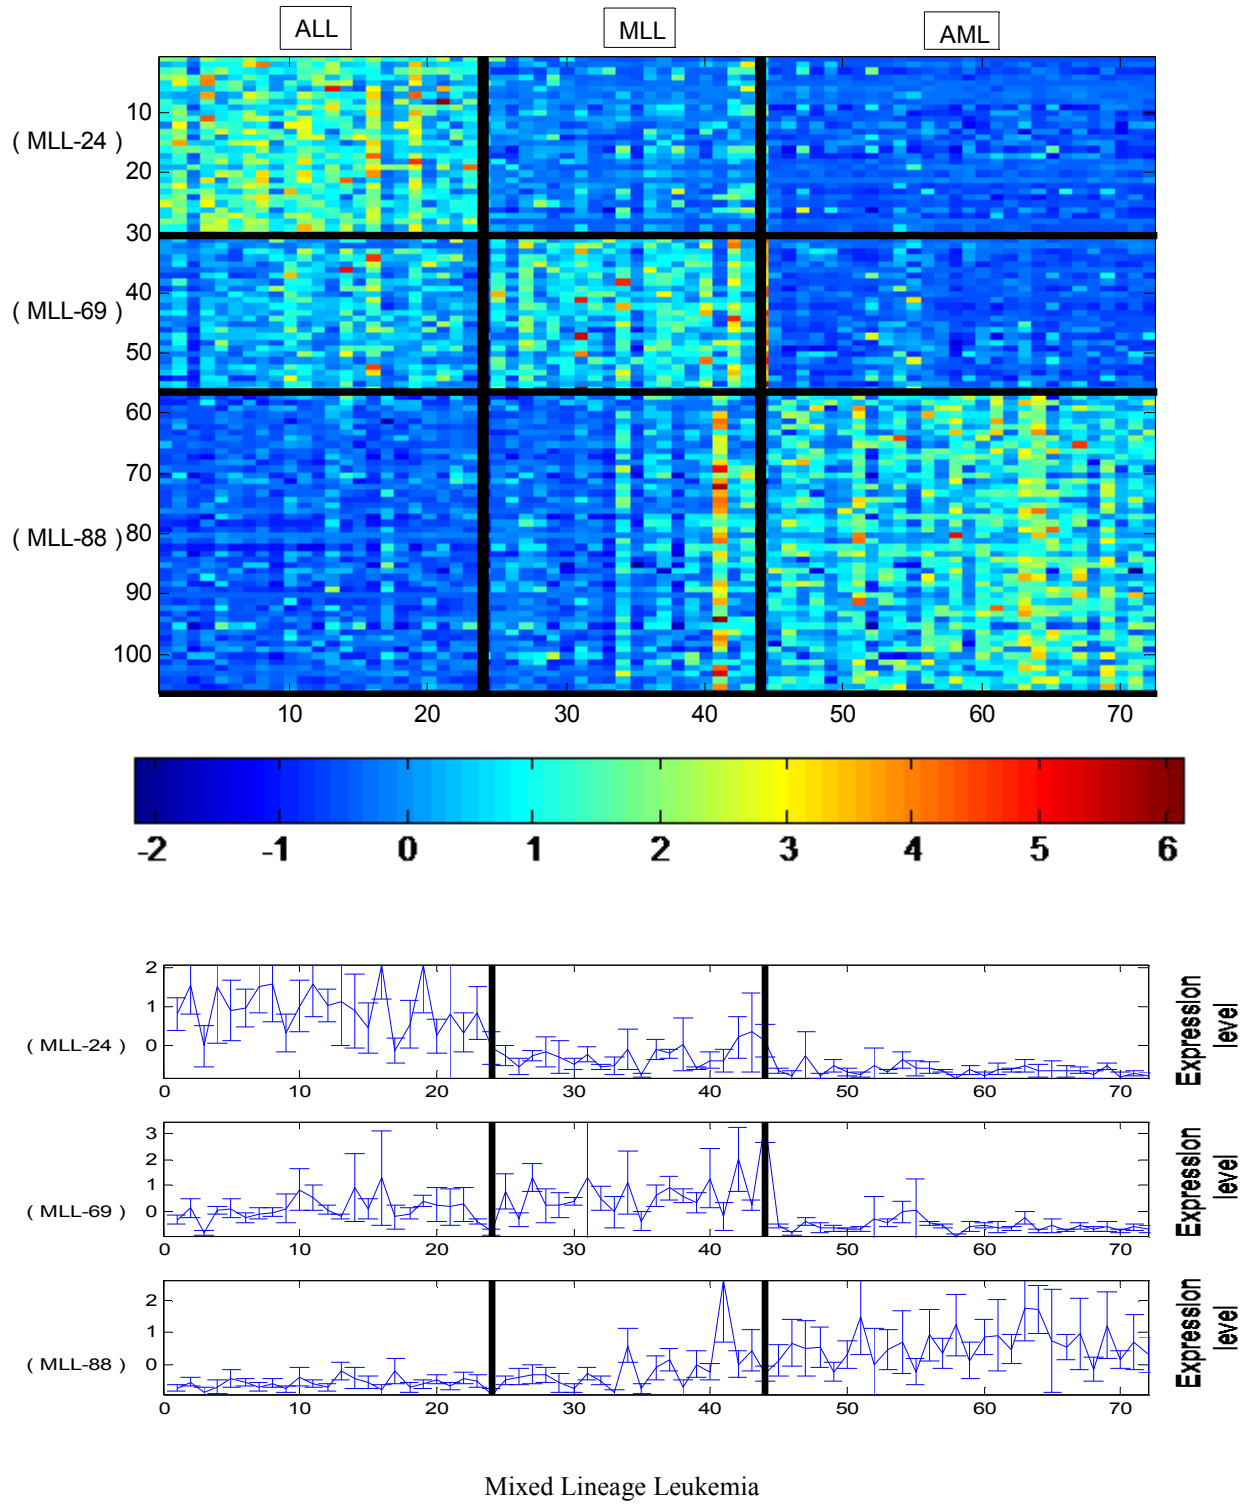 ALL MLL AML
10
( MLL-24 )
20
30
40
( MLL-69 )
50
60
70
( MLL-88 ) 80
90
100
10 20 30 40 50 60 70
-2 -1 0 1 2 3 4 5 6
2
1
0
( MLL-24 )
0 10 20 30 40 50 60 70
Expression
level
3
2
1
0
( MLL-69 )
0 10 20 30 40 50 60 70
Expression
level
2
1
0
( MLL-88 )
0 10 20 30 40 50 60 70
Expression
level
Mixed Lineage Leukemia